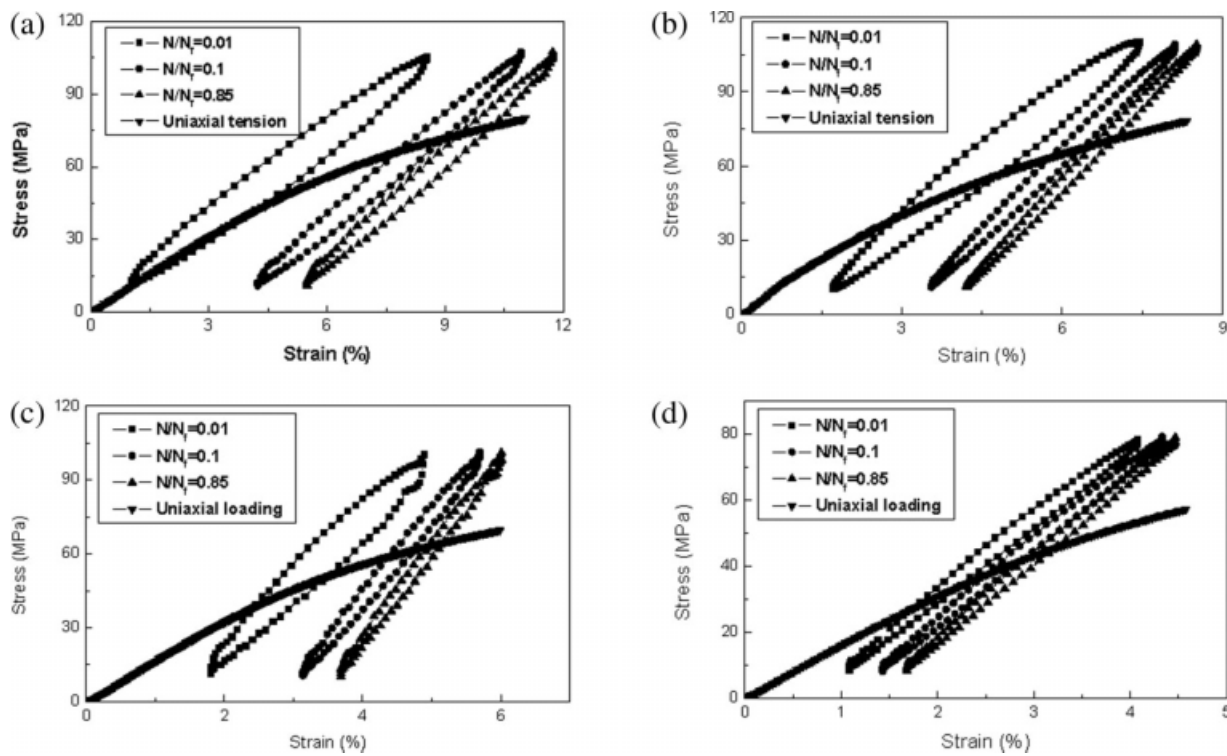 (a)
120
90
60
30
0
Stress (MPa)
N/Nf=0.01
N/Nf=0.1
N/Nf=0.85
Uniaxial tension
0 3 6 9 12
Strain (%)
(b)
120
90
60
30
0
Stress (MPa)
N/Nf=0.01
N/Nf=0.1
N/Nf=0.85
Uniaxial tension
0 3 6 9
Strain (%)
(c)
120
90
60
30
0
Stress (MPa)
N/Nf=0.01
N/Nf=0.1
N/Nf=0.85
Uniaxial loading
0 2 4 6
Strain (%)
(d)
80
60
40
20
0
Stress (MPa)
N/Nf=0.01
N/Nf=0.1
N/Nf=0.85
Uniaxial loading
0 1 2 3 4 5
Strain (%)